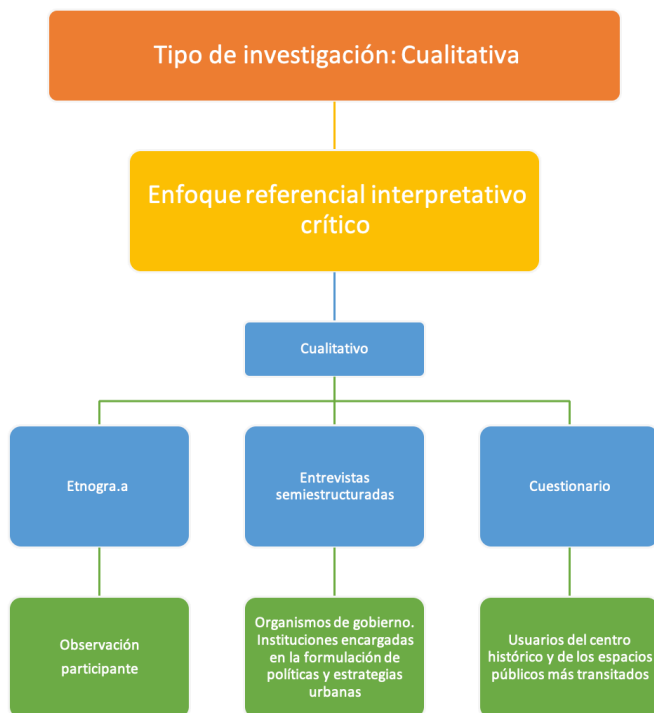 Tipo de investigación: Cualitativa
Enfoque referencial interpretativo
crítico
Cualitativo
Etnogra.a
Entrevistas
semiestructuradas
Cuestionario
Observación
participante
Organismos de gobierno.
Instituciones encargadas
en la formulación de
políticas y estrategias
urbanas
Usuarios del centro
histórico y de los espacios
públicos más transitados